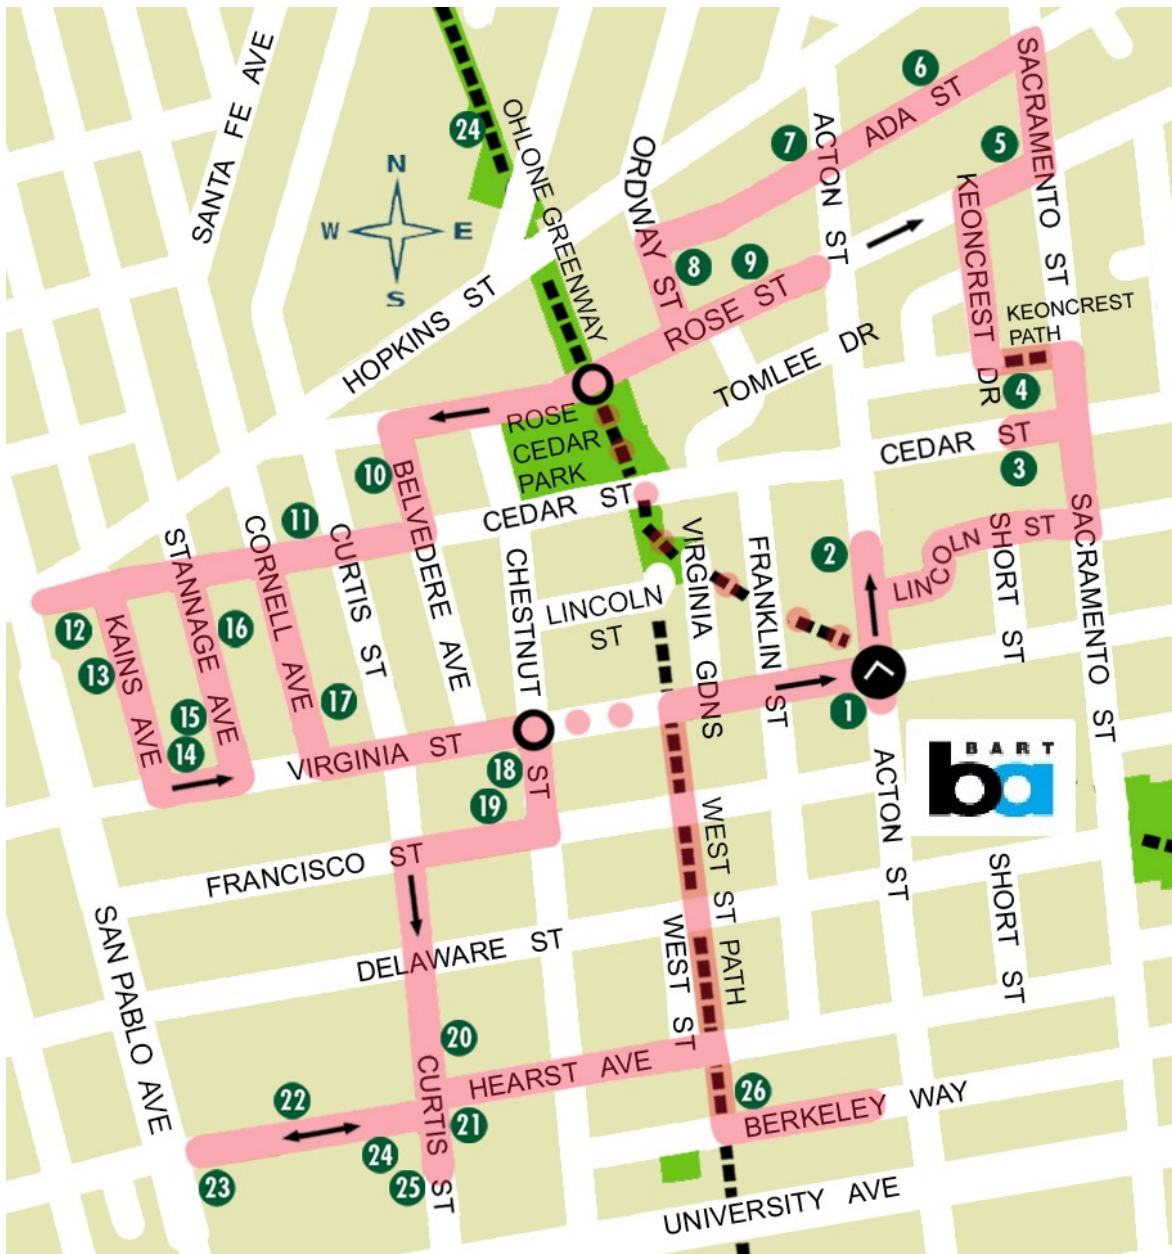 SANTA FE AVE
24
OHLONE GREENWAY
6
SACRAMENTO ST
ADA ST
7
ACTON ST
5
ORDWAY ST
N
W
E
S
KEONCREST DR
8
9
ROSE ST
HOPKINS ST
KEONCREST
PATH
TOMLEE DR
4
ROSE
CEDAR
PARK
CEDAR ST
3
10
BELVEDERE AVE
CEDAR ST
11
CORNELL AVE
CURTIS ST
STANNAGE AVE
CHESTNUT ST
VIRGINIA GDNS
FRANKLIN ST
2
LINCOLN ST
SHORT ST
SACRAMENTO ST
LINCOLN
ST
12
KAINS AVE
16
13
17
15
14
1
VIRGINIA ST
18
19
ACTON ST
BART
ba
WEST ST PATH
FRANCISCO ST
SHORT ST
SAN PABLO AVE
DELAWARE ST
WEST ST
20
CURTIS ST
HEARST AVE
22
21
26
BERKELEY WAY
24
23
25
UNIVERSITY AVE